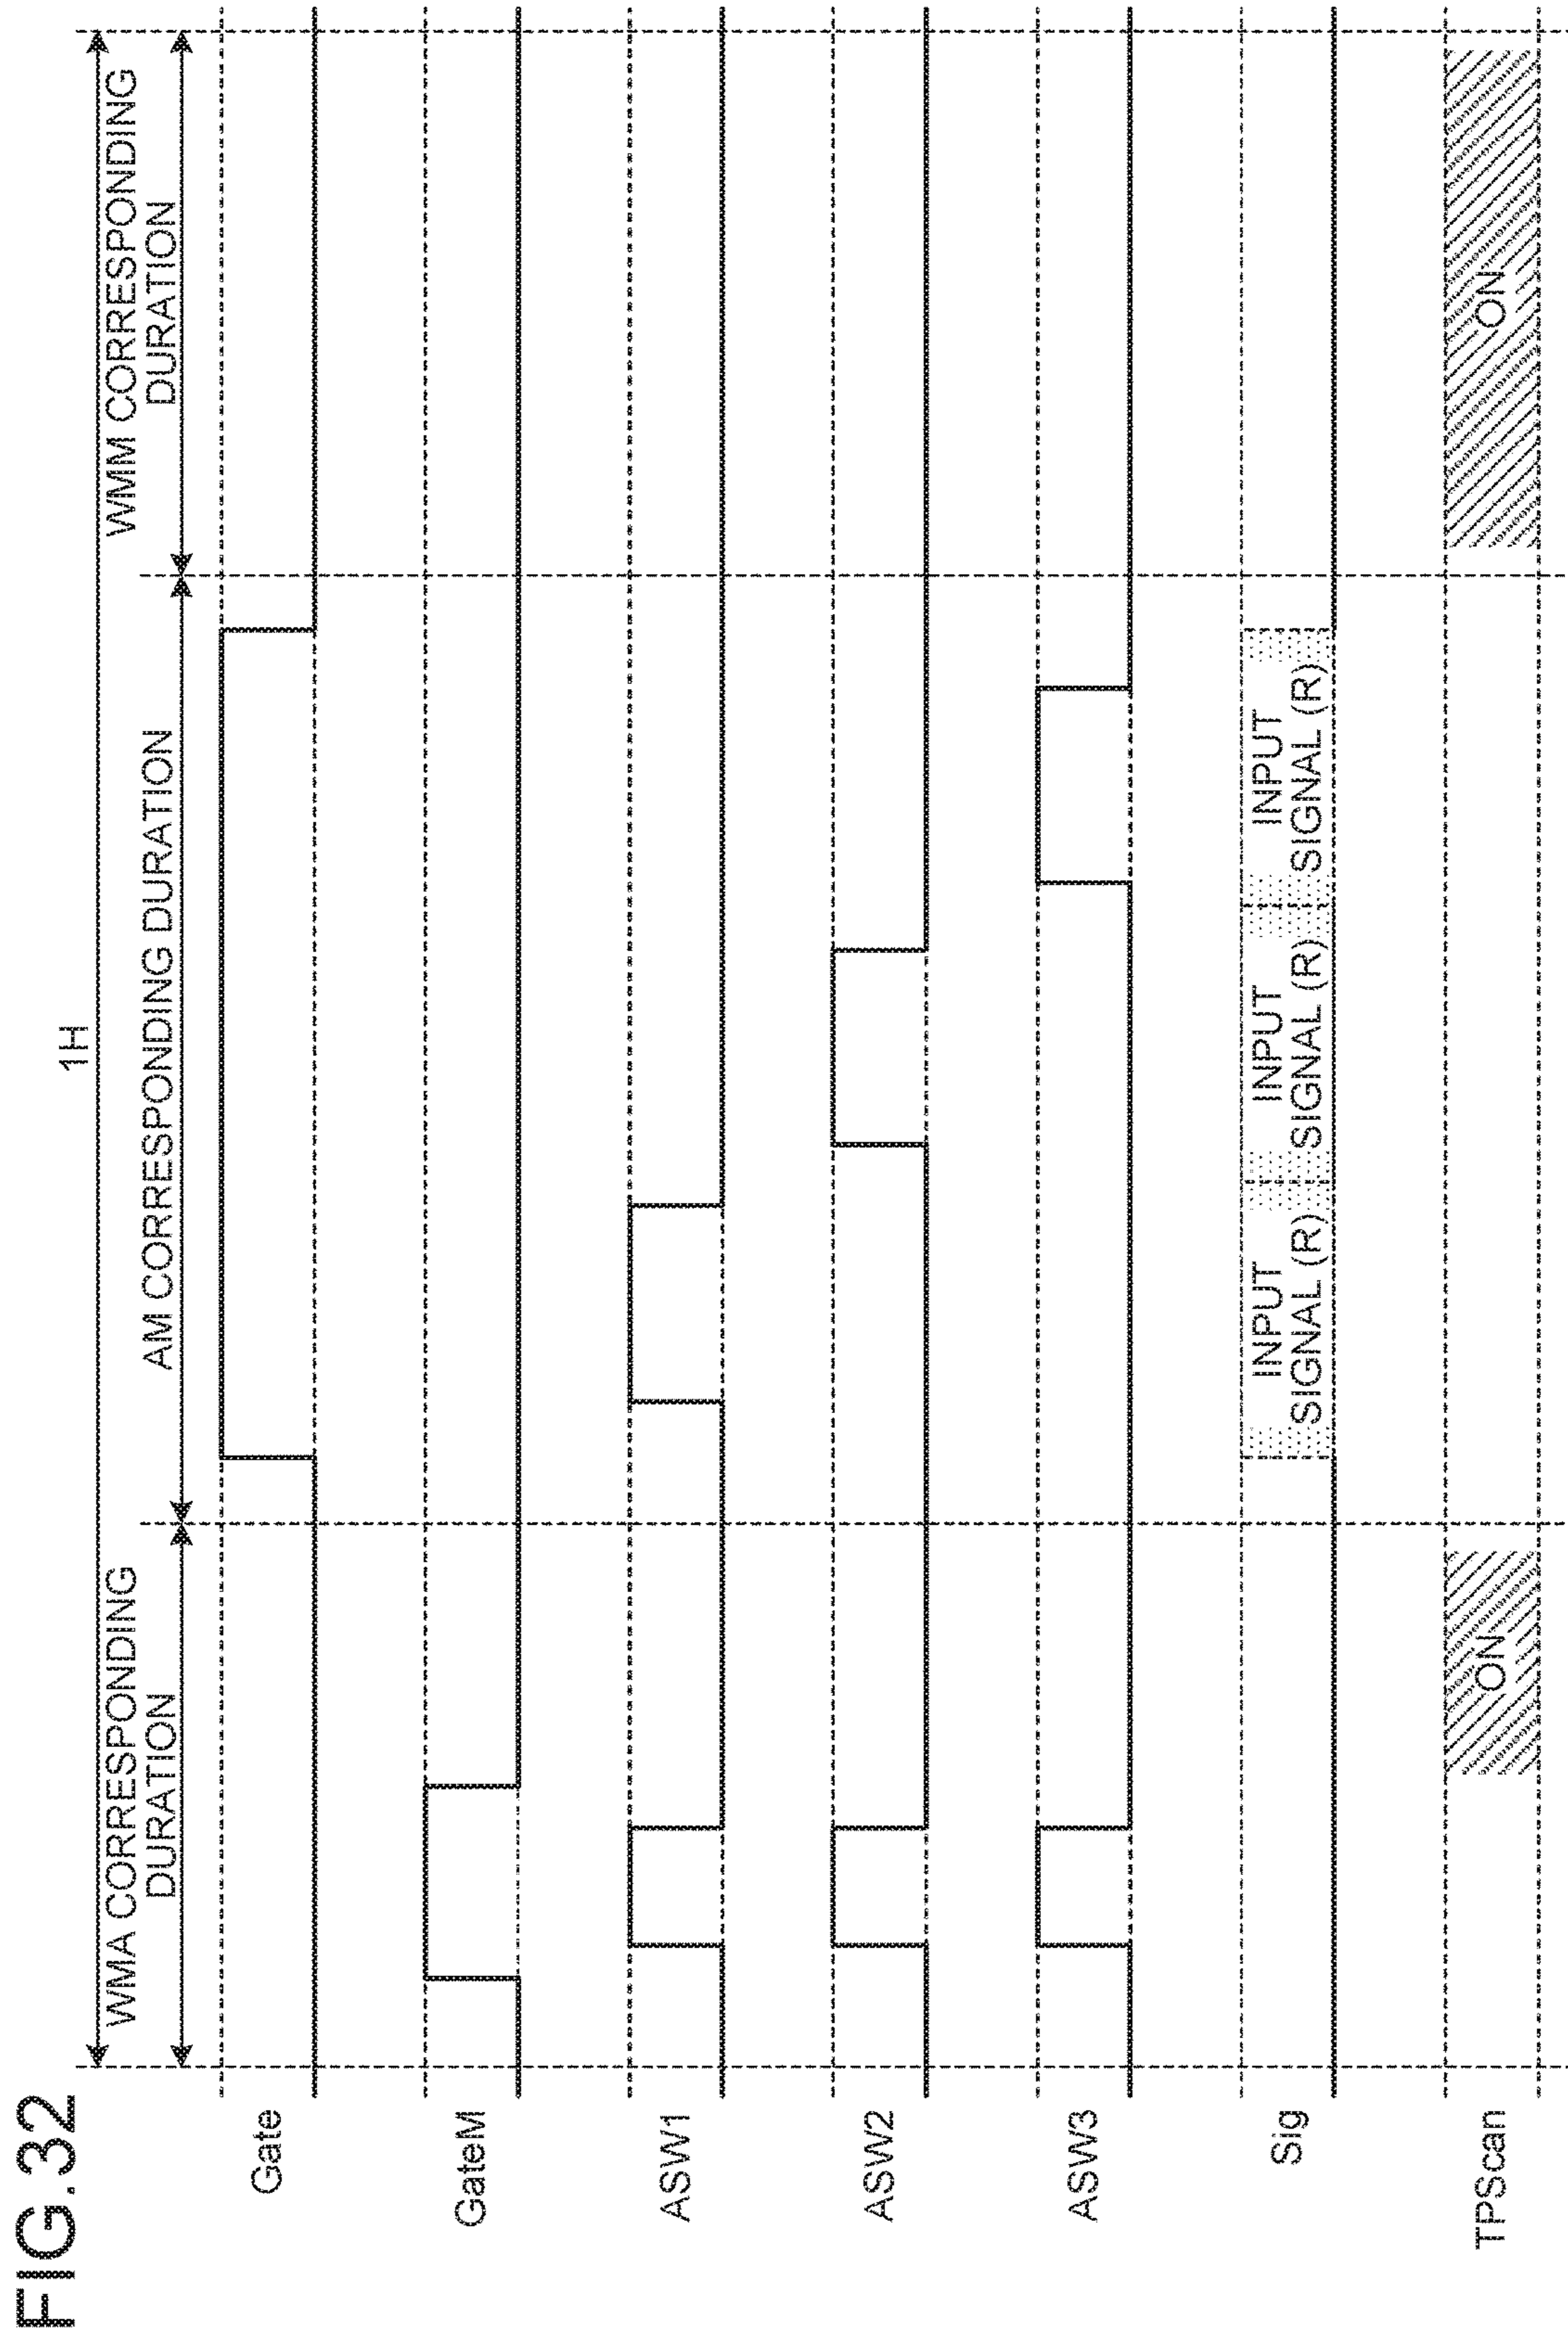 FIG.32
1H
WMA CORRESPONDING
DURATION
AM CORRESPONDING DURATION
WMM CORRESPONDING
DURATION
Gate
GateM
ASW1
ASW2
ASW3
Sig
INPUT
SIGNAL (R)
INPUT
SIGNAL (R)
INPUT
SIGNAL (R)
TPScan
ON
ON